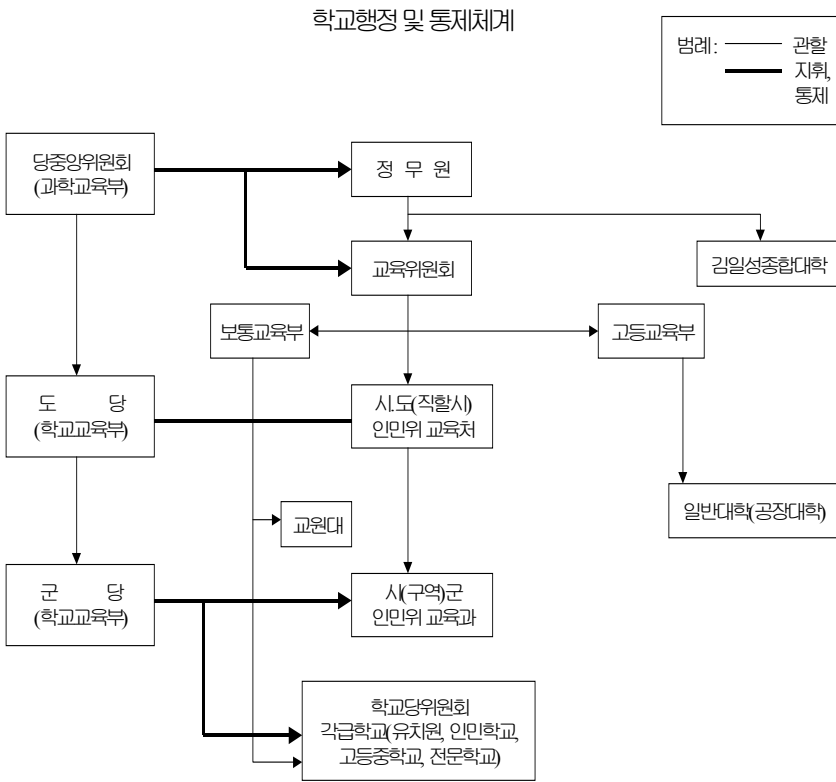 학교행정 및 통제체계
범례: 관할
지휘,
통제
당중앙위원회
(과학교육부)
정 무 원
교육위원회
김일성종합대학
보통교육부
고등교육부
도 당
(학교교육부)
시.도(직할시)
인민위 교육처
교원대
일반대학(공장대학)
군 당
(학교교육부)
시(구역)군
인민위 교육과
학교당위원회
각급학교(유치원, 인민학교,
고등중학교, 전문학교)